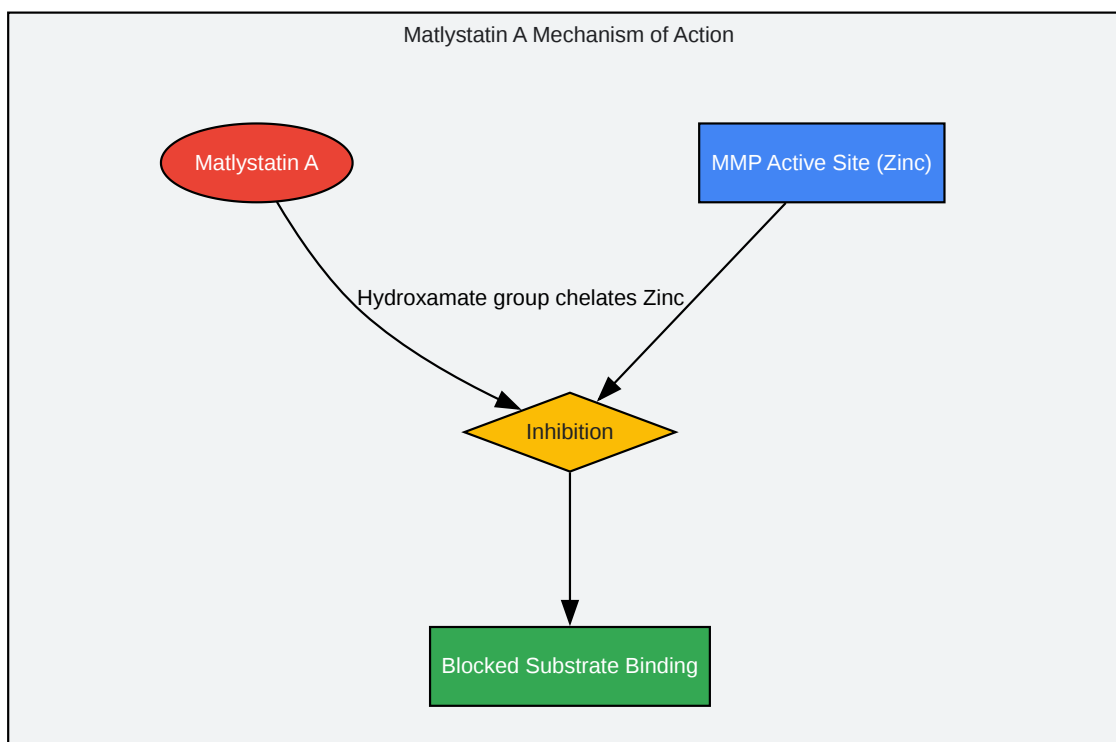 Matlystatin A Mechanism of Action
Matlystatin A
MMP Active Site (Zinc)
Hydroxamate group chelates Zinc
Inhibition
Blocked Substrate Binding